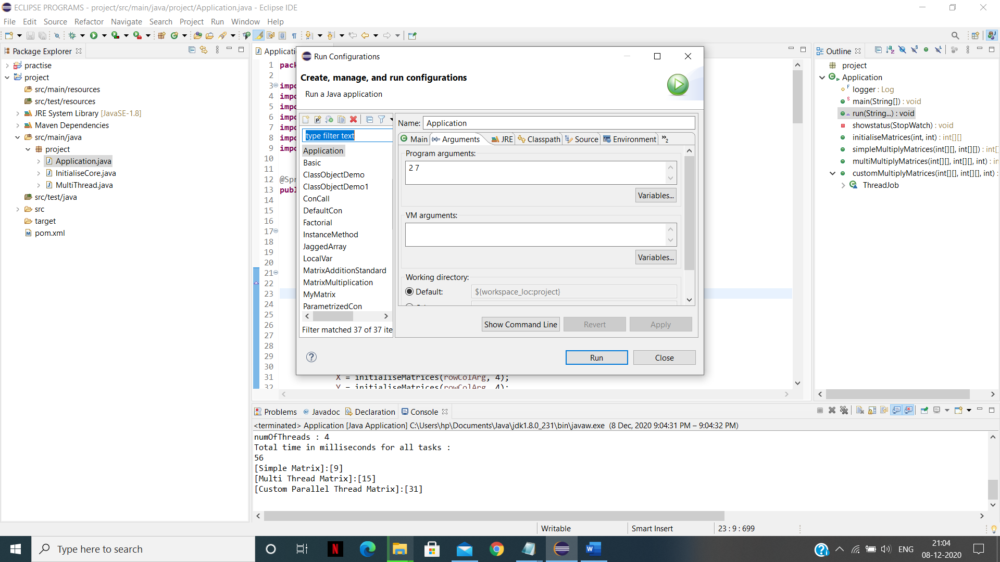 ECLIPSE PROGRAMS - project/src/main/java/project/Application.java - Eclipse IDE
File Edit Source Refactor Navigate Search Project Run Window Help
Package Explorer
practise
project
src/main/resources
src/test/resources
JRE System Library [JavaSE-1.8]
Maven Dependencies
src/main/java
project
Application.java
InitialiseCore.java
MultiThread.java
src/test/java
src
target
pom.xml
Applicati
1 pack
2
3 impo
4 impo
5 impo
6 impo
7 impo
8 impo
9 impo
10
11
12 @Spr
13 publ
14
15
16
17
18
19
20
21
22
23
24
25
26
27
28
29
30
31 X = initialiseMatrices(rowColArg, 4);
32 Y = initialiseMatrices(rowColArg, 4);
Run Configurations
Create, manage, and run configurations
Run a Java application
type filter text
Application
Basic
ClassObjectDemo
ClassObjectDemo1
ConCall
DefaultCon
Factorial
InstanceMethod
JaggedArray
LocalVar
MatrixAdditionStandard
MatrixMultiplication
MyMatrix
ParametrizedCon
Filter matched 37 of 37 ite
Name: Application
Main (x)= Arguments JRE Classpath Source Environment »2
Program arguments:
2 7
Variables...
VM arguments:
Variables...
Working directory:
Default: ${workspace_loc:project}
Show Command Line Revert Apply
Run Close
Outline
project
Application
logger : Log
main(String[]) : void
run(String...) : void
showstatus(StopWatch) : void
initialiseMatrices(int, int) : int[][]
simpleMultiplyMatrices(int[][], int[][]) : int[]
multiMultiplyMatrices(int[][], int[][], int) : in
customMultiplyMatrices(int[][], int[][], int) :
ThreadJob
Problems @ Javadoc Declaration Console
<terminated> Application [Java Application] C:\Users\hp\Documents\Java\jdk1.8.0_231\bin\javaw.exe (8 Dec, 2020 9:04:31 PM – 9:04:32 PM)
numOfThreads : 4
Total time in milliseconds for all tasks :
56
[Simple Matrix]:[9]
[Multi Thread Matrix]:[15]
[Custom Parallel Thread Matrix]:[31]
Writable Smart Insert 23 : 9 : 699
Type here to search
ENG
21:04
08-12-2020